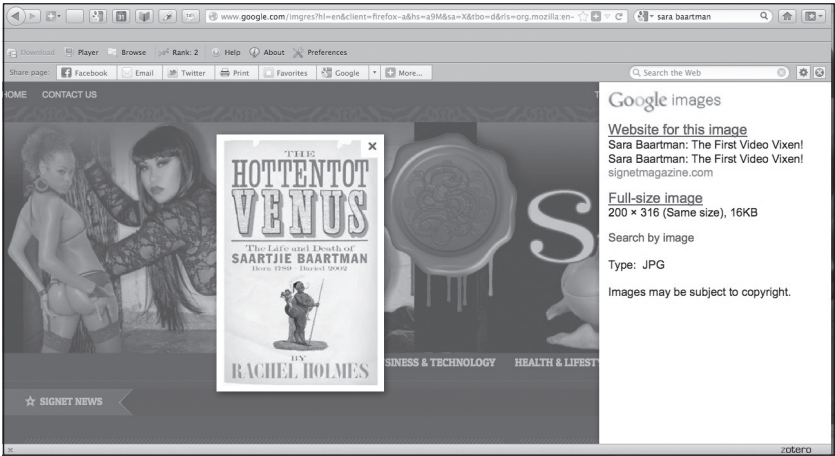 www.google.com/imgres?hl=en&client=firefox-a&hs=a9M&sa=X&tbo=d&rls=org.mozilla:en-
sara baartman
Download Player Browse Rank: 2 Help About Preferences
Share page: Facebook Email Twitter Print Favorites Google More...
Search the Web
HOME CONTACT US
THE
HOTTENTOT
VENUS
The Life and Death of
SAARTJIE BAARTMAN
Born 1789 - Buried 2002
BY
RACHEL HOLMES
S
SINESS & TECHNOLOGY HEALTH & LIFEST
☆ SIGNET NEWS
Google images
Website for this image
Sara Baartman: The First Video Vixen!
Sara Baartman: The First Video Vixen!
signetmagazine.com
Full-size image
200 × 316 (Same size), 16KB
Search by image
Type: JPG
Images may be subject to copyright.
zotero